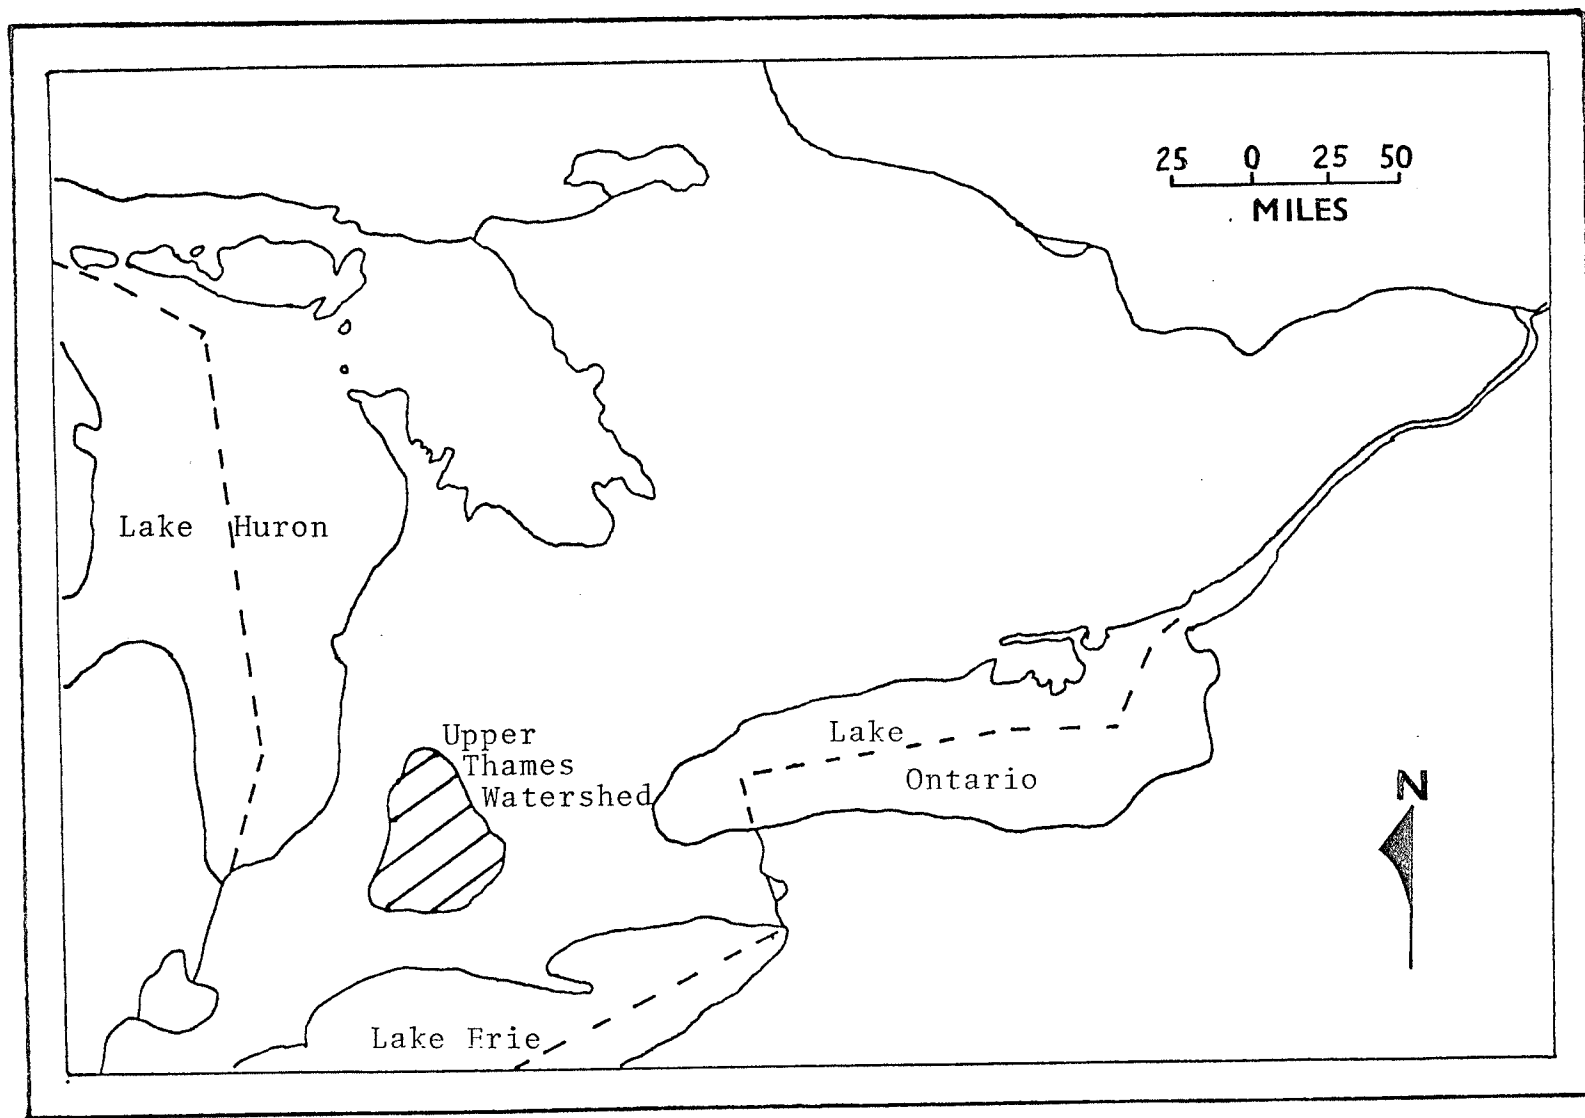 25 0 25 50
MILES
Lake Huron
Upper
Thames
Watershed
Lake
Ontario
N
Lake Erie